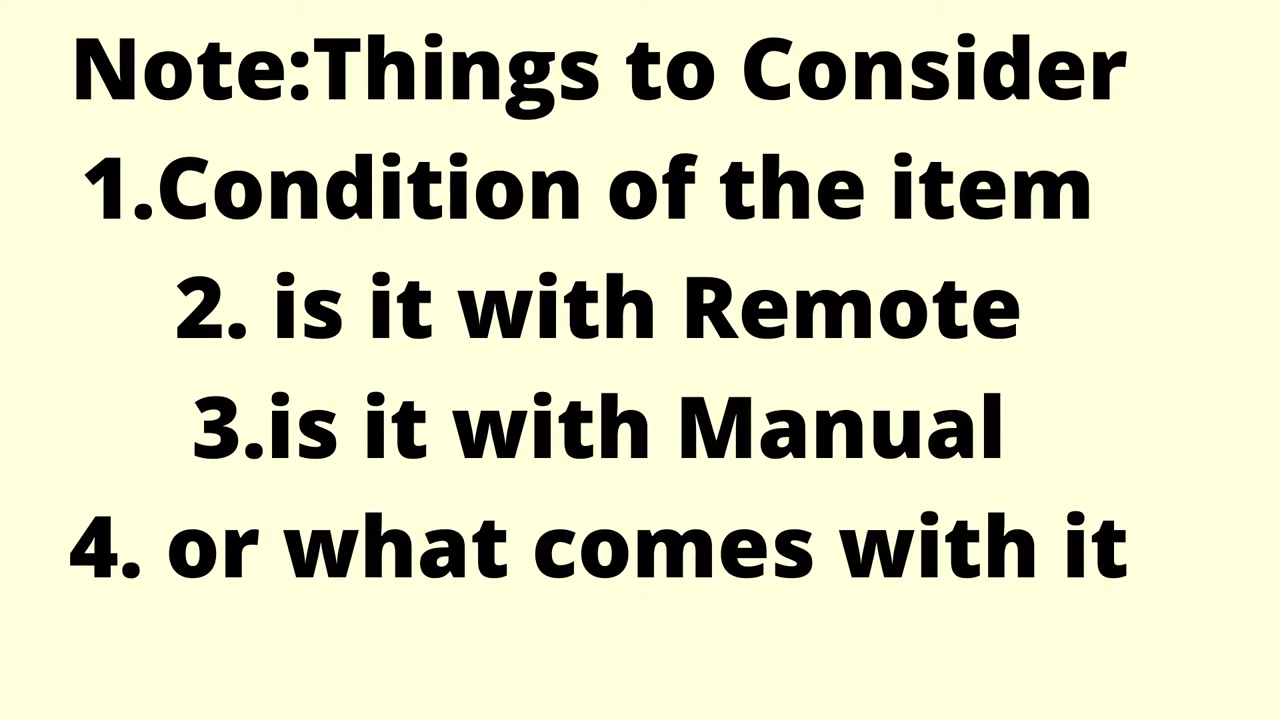 Note:Things to Consider
1.Condition of the item
2. is it with Remote
3.is it with Manual
4. or what comes with it